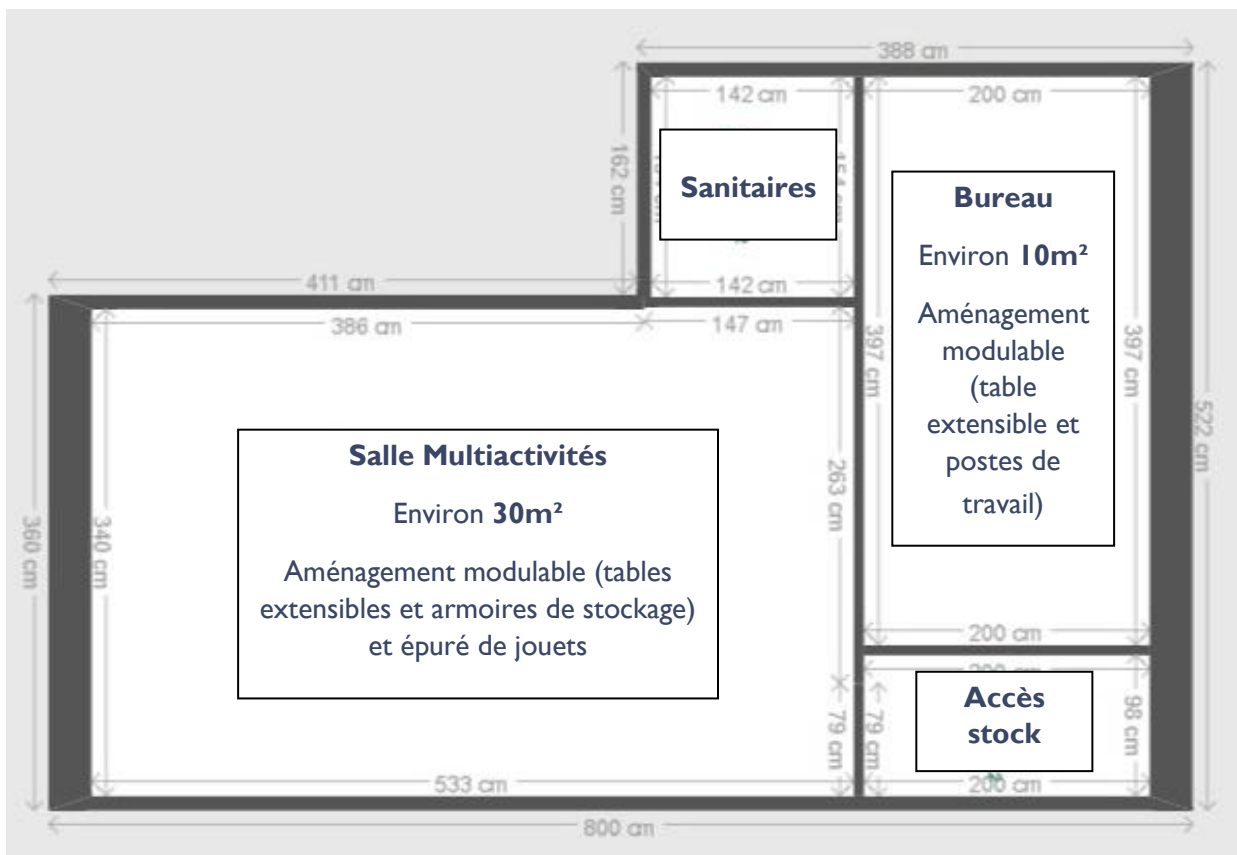 388 cm
142 cm
200 cm
162 cm
154 cm
Sanitaires
142 cm
Bureau
Environ 10m²
Aménagement
modulable
(table
extensible et
postes de
travail)
397 cm
397 cm
522 cm
411 cm
386 cm
147 cm
360 cm
340 cm
Salle Multiactivités
Environ 30m²
Aménagement modulable (tables
extensibles et armoires de stockage)
et épuré de jouets
263 cm
200 cm
Accès
stock
79 cm
79 cm
98 cm
533 cm
200 cm
800 cm